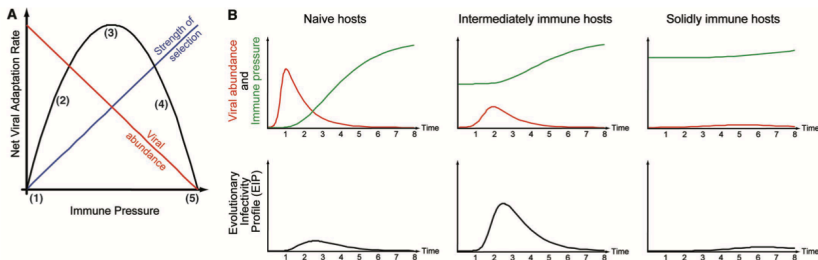 A
Net Viral Adaptation Rate
Strength of
selection
(3)
(2)
(4)
Viral
abundance
(1)
(5)
Immune Pressure
B
Naive hosts
Intermediately immune hosts
Solidly immune hosts
Viral abundance
and
Immune pressure
1 2 3 4 5 6 7 8 Time
1 2 3 4 5 6 7 8 Time
1 2 3 4 5 6 7 8 Time
Evolutionary
Infectivity
Profile (EIP)
1 2 3 4 5 6 7 8 Time
1 2 3 4 5 6 7 8 Time
1 2 3 4 5 6 7 8 Time